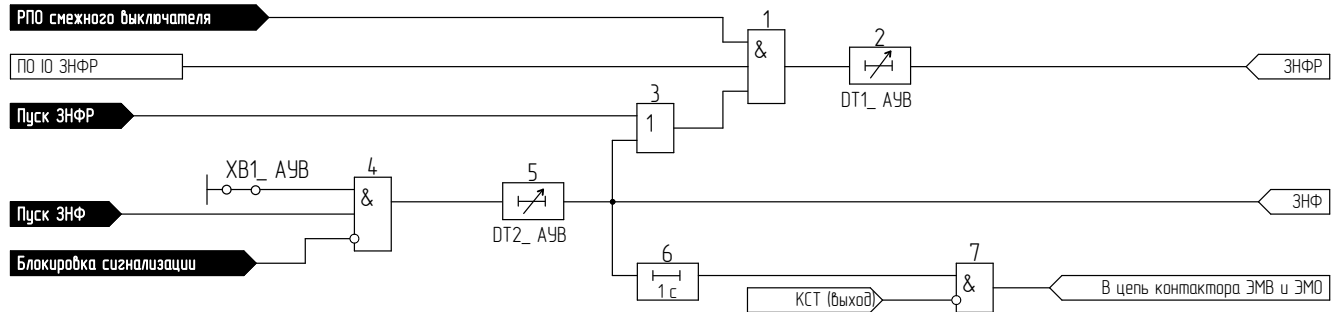 РПО смежного выключателя
1
&
2
ПО IO ЗНФР
ЗНФР
DT1_ АУВ
3
Пуск ЗНФР
1
XB1_ АУВ
4
5
&
Пуск ЗНФ
ЗНФ
DT2_ АУВ
Блокировка сигнализации
6
7
1 с
&
КСТ (выход)
В цепь контактора ЭМВ и ЭМО